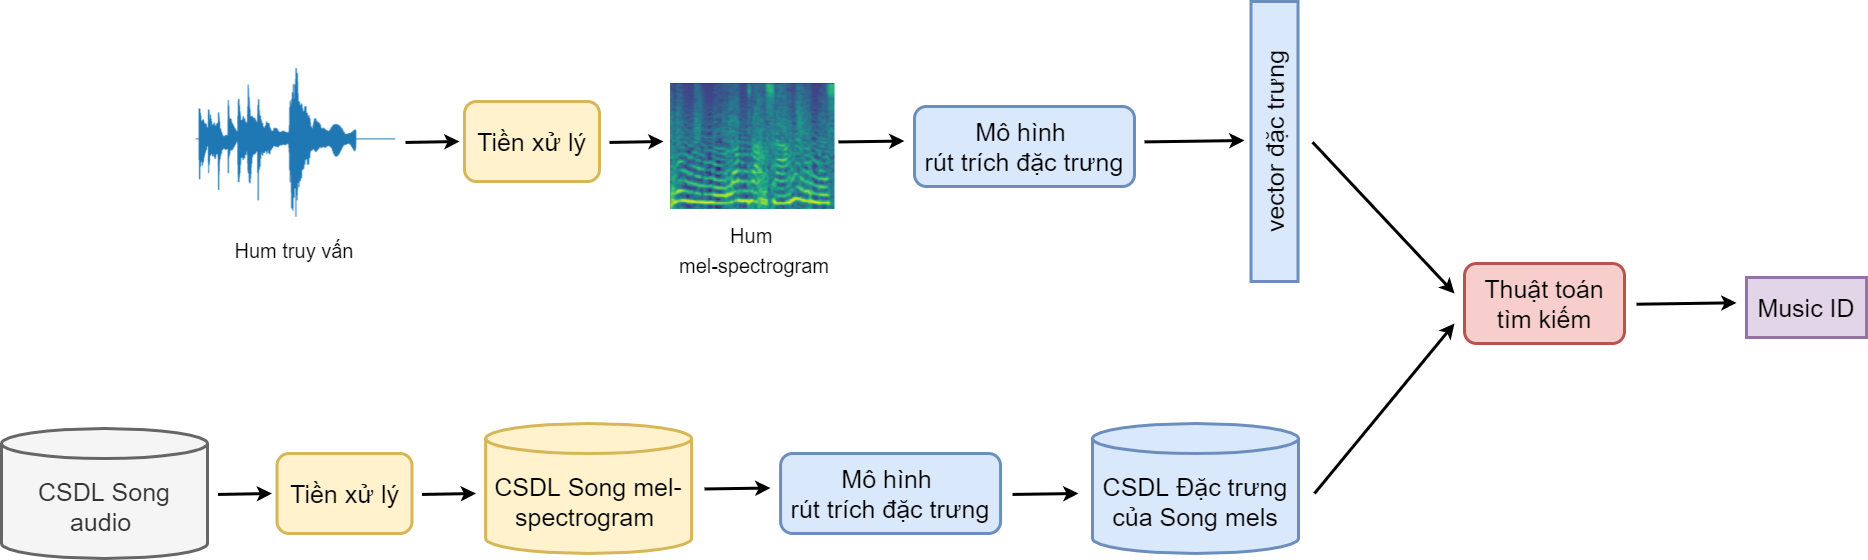 Hum truy vấn
Tiền xử lý
Hum
mel-spectrogram
Mô hình
rút trích đặc trưng
vector đặc trưng
Thuật toán
tìm kiếm
Music ID
CSDL Song
audio
Tiền xử lý
CSDL Song mel-
spectrogram
Mô hình
rút trích đặc trưng
CSDL Đặc trưng
của Song mels